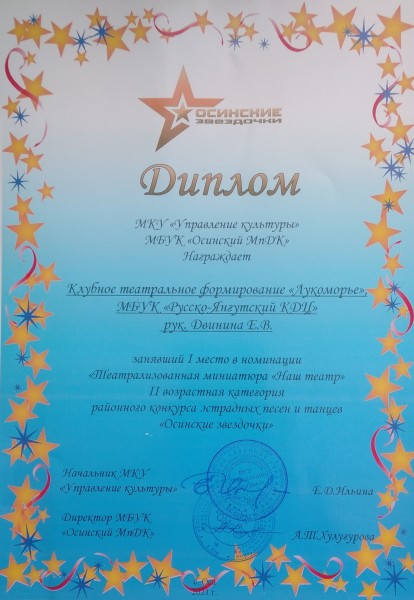 ОСИНСКИЕ
ЗВЕЗДОЧКИ
Диплом
МКУ «Управление культуры»
МБУК «Осинский МпДК»
Награждает
Клубное театральное формирование «Лукоморье»,
МБУК «Русско-Янгутский КДЦ»
рук. Двинина Е.В.
занявший I место в номинации
«Театрализованная миниатюра «Наш театр»
II возрастная категория
районного конкурса эстрадных песен и танцев
«Осинские звездочки»
Начальник МКУ
«Управление культуры»
Е.О.Ильина
Директор МБУК
«Осинский МпДК»
А.Т.Хулугурова
2021 г.